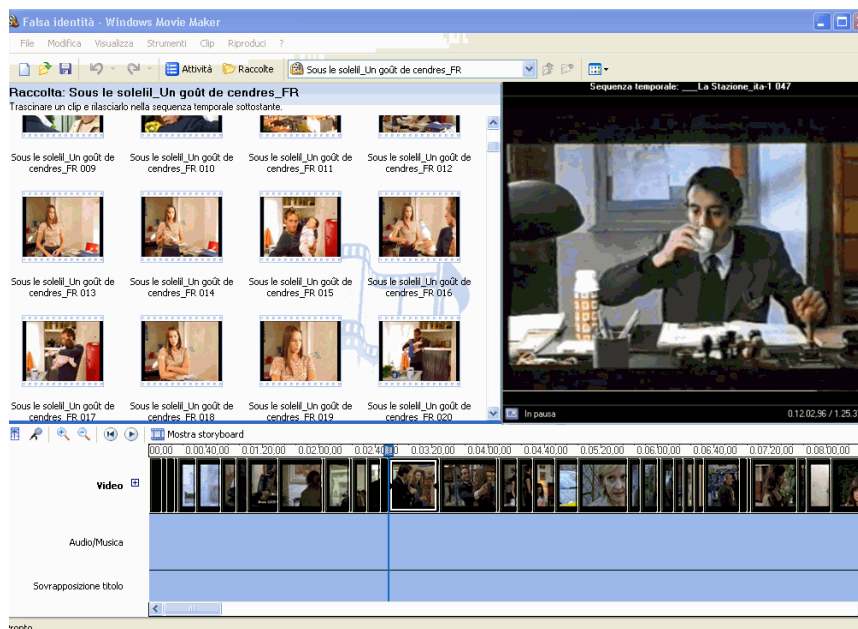 Falsa identità - Windows Movie Maker
File Modifica Visualizza Strumenti Clip Riproduci ?
Attività Raccolte Sous le solelil_Un goût de cendres_FR
Raccolta: Sous le solelil_Un goût de cendres_FR
Trascinare un clip e rilasciarlo nella sequenza temporale sottostante.
Sous le solelil_Un goût de cendres_FR 009
Sous le solelil_Un goût de cendres_FR 010
Sous le solelil_Un goût de cendres_FR 011
Sous le solelil_Un goût de cendres_FR 012
Sous le solelil_Un goût de cendres_FR 013
Sous le solelil_Un goût de cendres_FR 014
Sous le solelil_Un goût de cendres_FR 015
Sous le solelil_Un goût de cendres_FR 016
Sous le solelil_Un goût de cendres_FR 017
Sous le solelil_Un goût de cendres_FR 018
Sous le solelil_Un goût de cendres_FR 019
Sous le solelil_Un goût de cendres_FR 020
Sequenza temporale: ___La Stazione_ita-1 047
In pausa 0.12.02,96 / 1.25.3
Mostra storyboard
00,00 0.00.40,00 0.01.20,00 0.02.00,00 0.03.20,00 0.04.00,00 0.04.40,00 0.05.20,00 0.06.00,00 0.06.40,00 0.07.20,00 0.08.00,00
Video
Audio/Musica
Sovrapposizione titolo